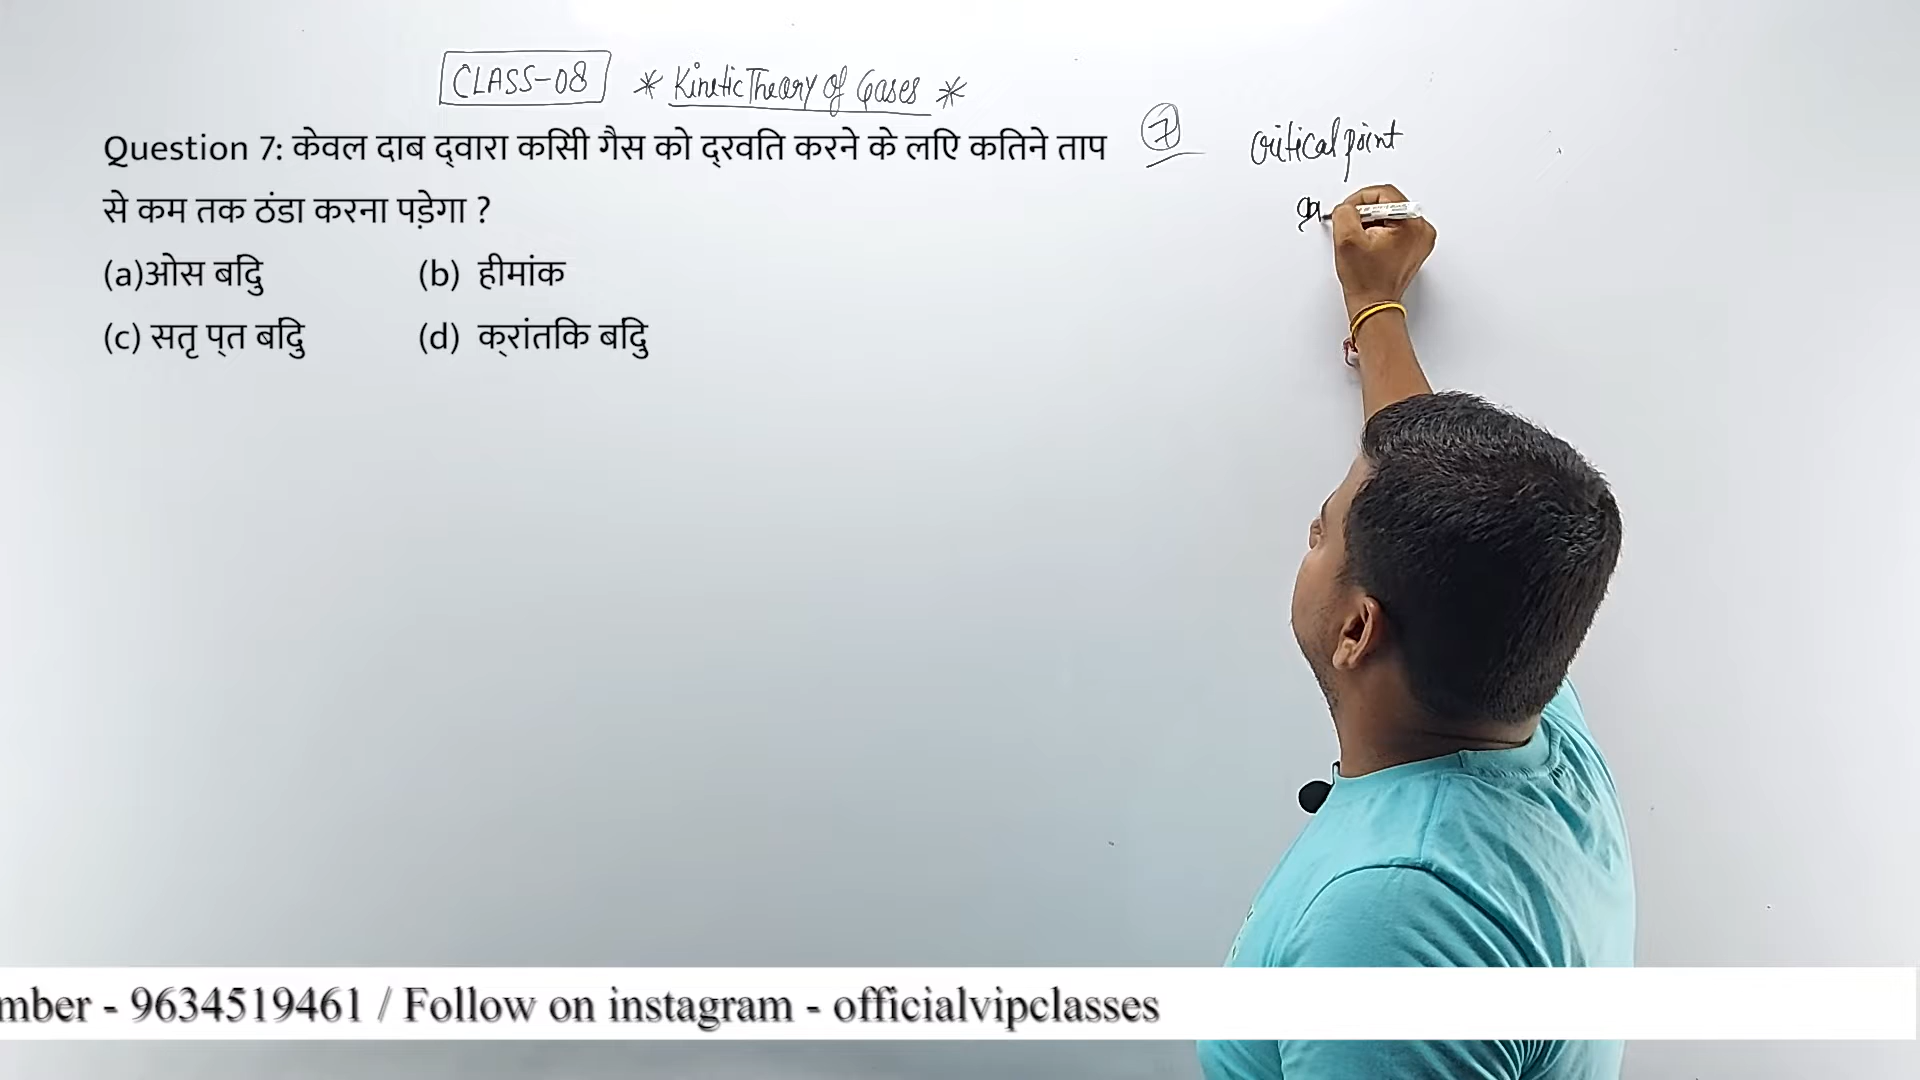 CLASS-08 * Kinetic Theory of Gases *
Question 7: केवल दाब द्वारा किसी गैस को द्रवित करने के लिए कितने ताप
से कम तक ठंडा करना पड़ेगा ?
(a)ओस बिंदु (b) हीमांक
(c) सतृ प्त बिंदु (d) क्रांतिक बिंदु
7 Critical point
mber - 9634519461 / Follow on instagram - officialvipclasses